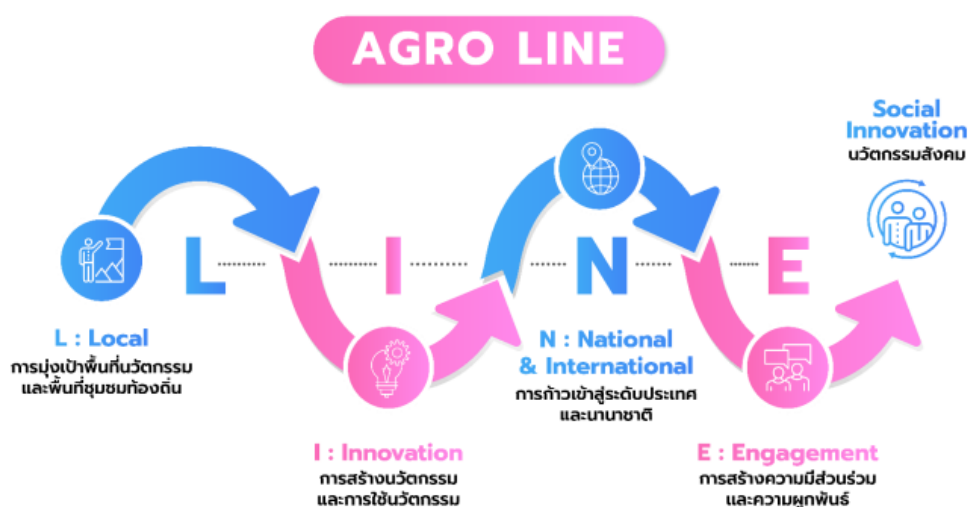 AGRO LINE
L
I
N
E
L : Local
การมุ่งเป้าพื้นที่นวัตกรรม
และพื้นที่ชุมชมท้องถิ่น
I : Innovation
การสร้างนวัตกรรม
และการใช้นวัตกรรม
N : National
& International
การก้าวเข้าสู่ระดับประเทศ
และนานาชาติ
E : Engagement
การสร้างความมีส่วนร่วม
และความผูกพันธ์
Social
Innovation
นวัตกรรมสังคม